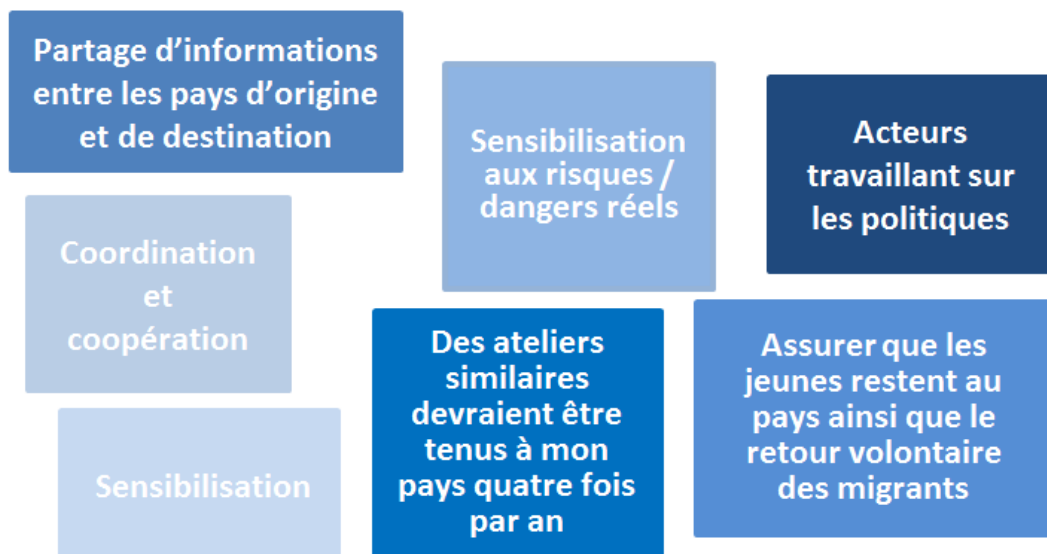 Partage d’informations
entre les pays d’origine
et de destination
Sensibilisation
aux risques /
dangers réels
Acteurs
travaillant sur
les politiques
Coordination
et
coopération
Des ateliers
similaires
devraient être
tenus à mon
pays quatre fois
par an
Assurer que les
jeunes restent au
pays ainsi que le
retour volontaire
des migrants
Sensibilisation